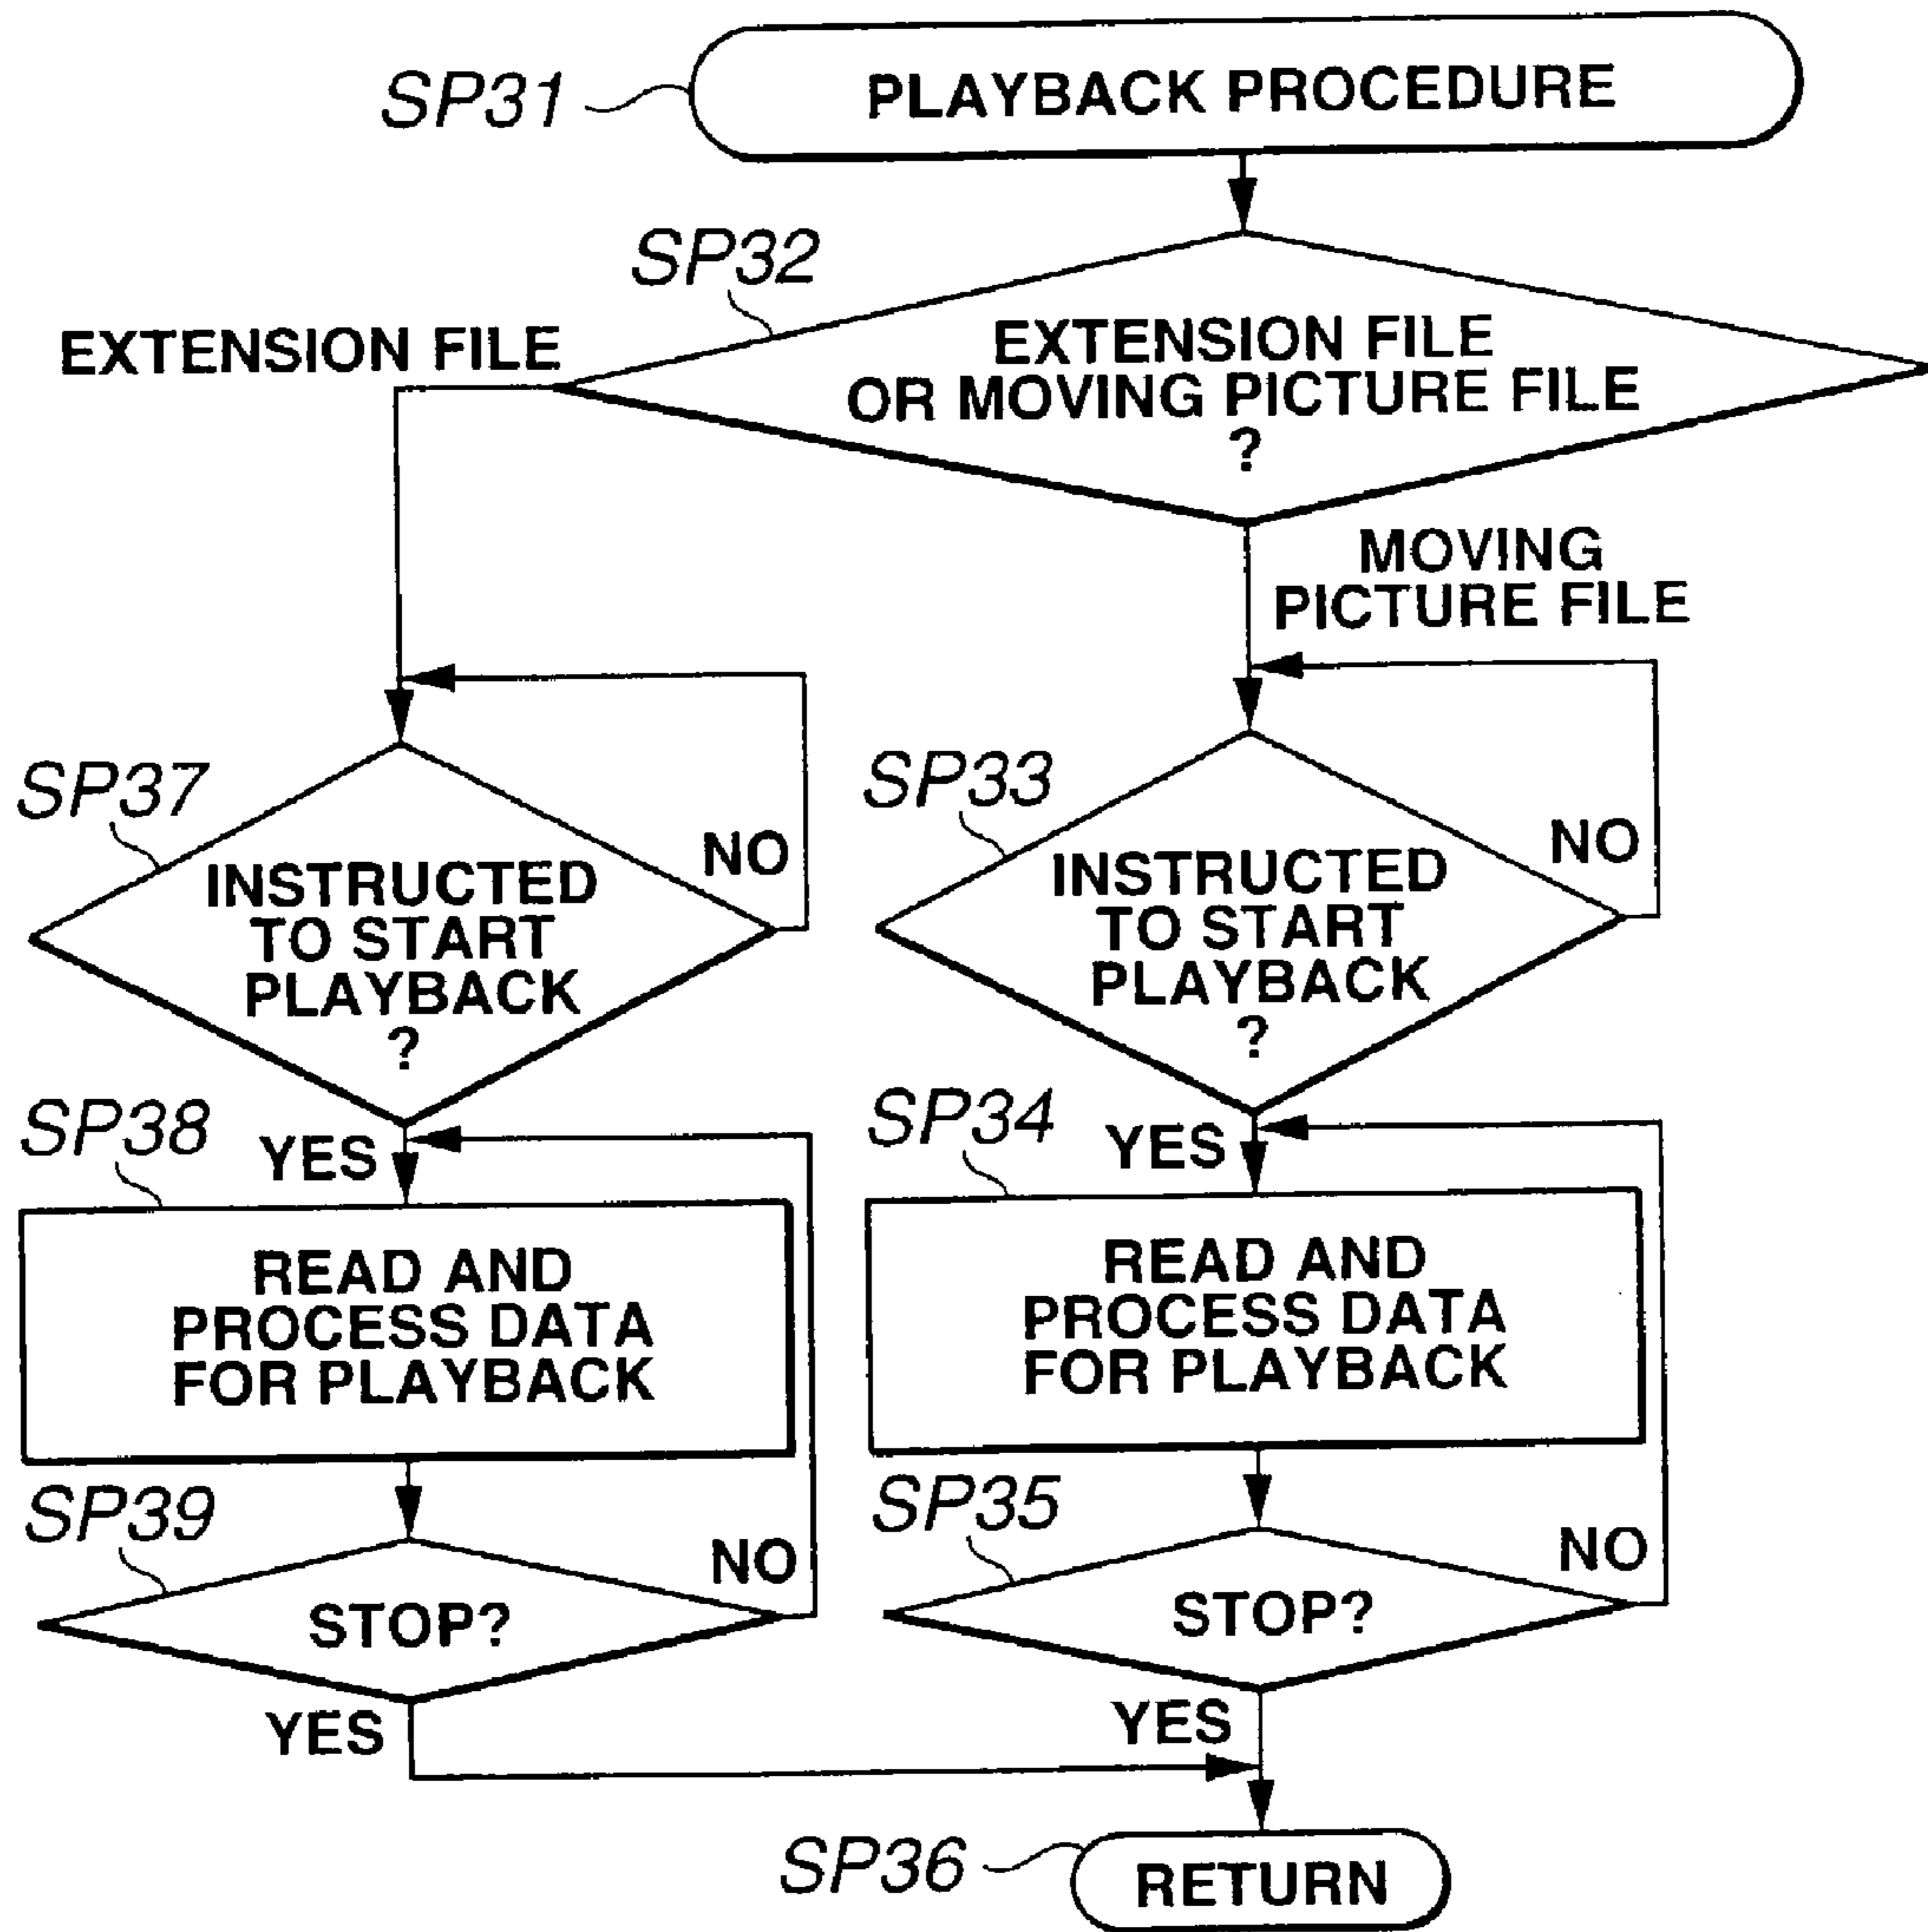 SP31
PLAYBACK PROCEDURE
SP32
EXTENSION FILE
EXTENSION FILE
OR MOVING PICTURE FILE
?
MOVING
PICTURE FILE
SP37
NO
INSTRUCTED
TO START
PLAYBACK
?
SP33
NO
INSTRUCTED
TO START
PLAYBACK
?
SP38
YES
READ AND
PROCESS DATA
FOR PLAYBACK
SP34
YES
READ AND
PROCESS DATA
FOR PLAYBACK
SP39
NO
STOP?
YES
SP35
NO
STOP?
YES
SP36
RETURN